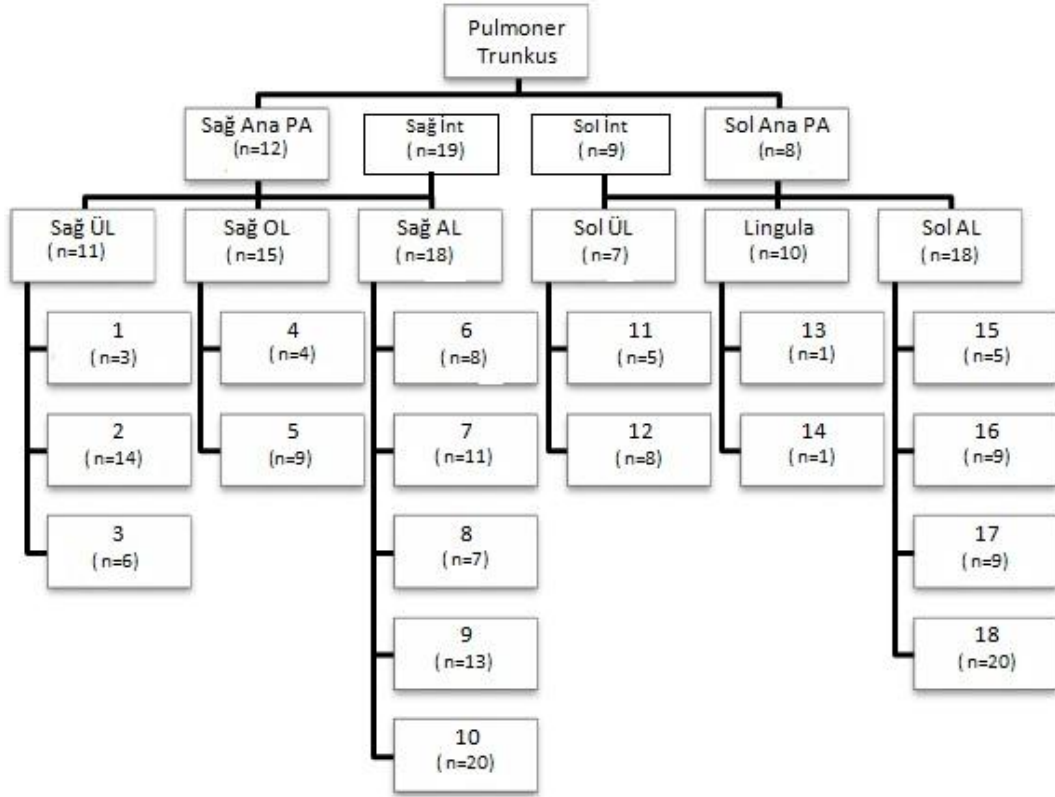 Pulmoner
Trunkus
Sağ Ana PA
(n=12)
Sağ İnt
( n=19)
Sol İnt
( n=9)
Sol Ana PA
(n=8)
Sağ ÜL
( n=11)
Sağ OL
( n=15)
Sağ AL
( n=18)
Sol ÜL
( n=7)
Lingula
( n=10)
Sol AL
( n=18)
1
( n=3)
4
( n=4)
6
( n=8)
11
( n=5)
13
( n=1)
15
( n=5)
2
( n=14)
5
(n=9)
7
( n=11)
12
( n=8)
14
( n=1)
16
( n=9)
3
( n=6)
8
( n=7)
17
( n=9)
9
( n=13)
18
( n=20)
10
( n=20)